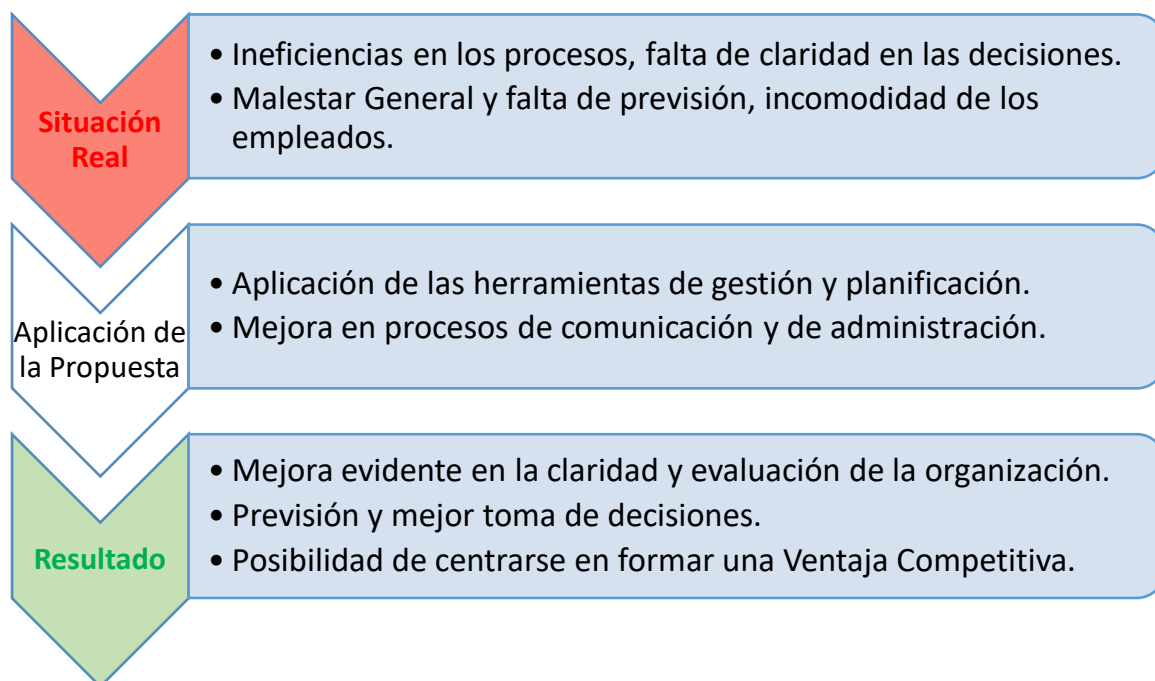 Situación
Real
• Ineficiencias en los procesos, falta de claridad en las decisiones.
• Malestar General y falta de previsión, incomodidad de los
empleados.
Aplicación de
la Propuesta
• Aplicación de las herramientas de gestión y planificación.
• Mejora en procesos de comunicación y de administración.
Resultado
• Mejora evidente en la claridad y evaluación de la organización.
• Previsión y mejor toma de decisiones.
• Posibilidad de centrarse en formar una Ventaja Competitiva.